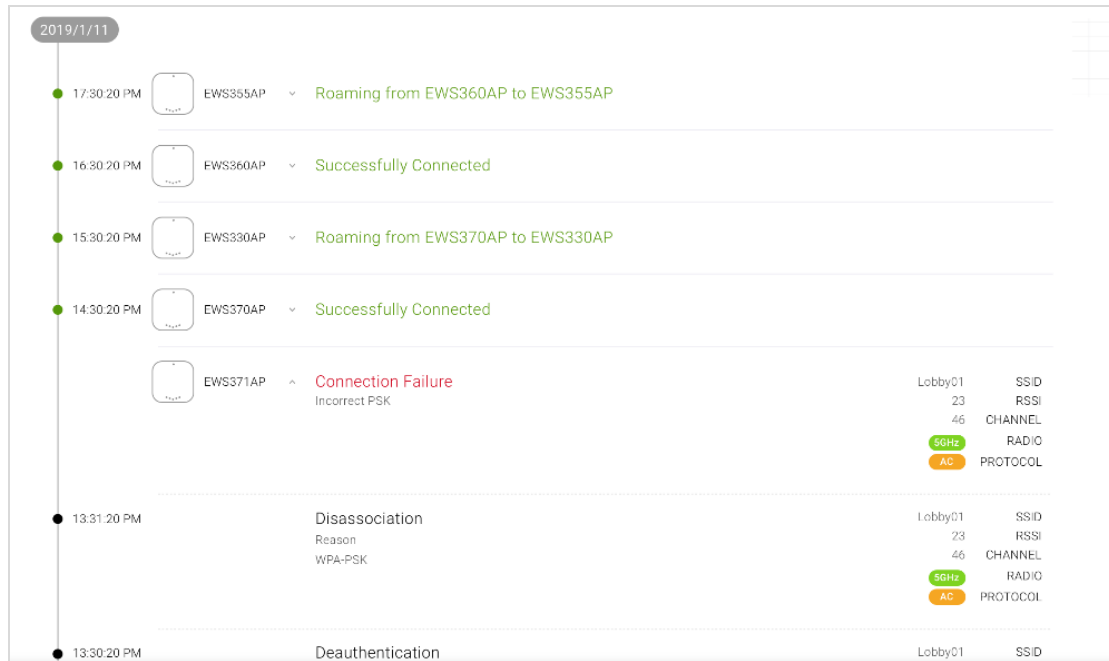 2019/1/11
17:30:20 PM EWS355AP Roaming from EWS360AP to EWS355AP
16:30:20 PM EWS360AP Successfully Connected
15:30:20 PM EWS330AP Roaming from EWS370AP to EWS330AP
14:30:20 PM EWS370AP Successfully Connected
EWS371AP Connection Failure Lobby01 SSID
Incorrect PSK 23 RSSI
46 CHANNEL
5GHz RADIO
AC PROTOCOL
13:31:20 PM Disassociation Lobby01 SSID
Reason 23 RSSI
WPA-PSK 46 CHANNEL
5GHz RADIO
AC PROTOCOL
13:30:20 PM Deauthentication Lobby01 SSID